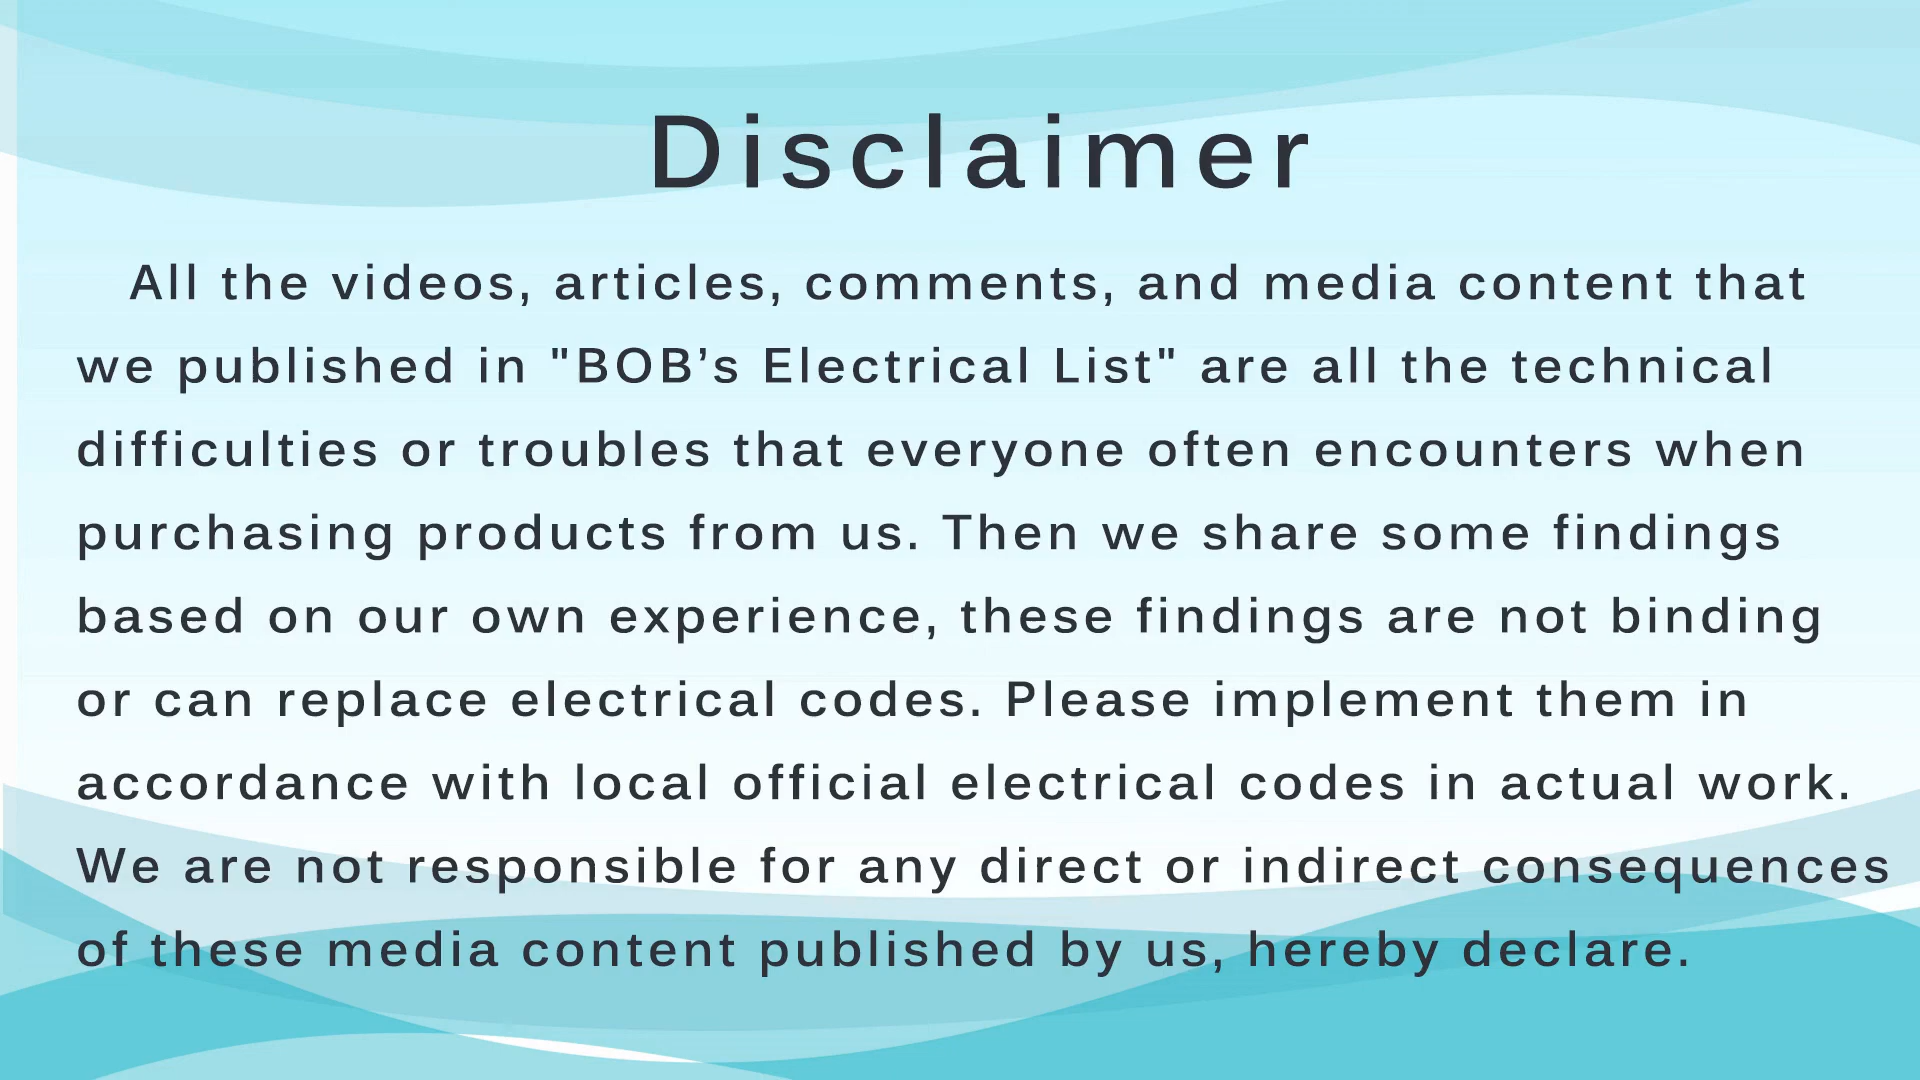 Disclaimer
All the videos, articles, comments, and media content that
we published in "BOB’s Electrical List" are all the technical
difficulties or troubles that everyone often encounters when
purchasing products from us. Then we share some findings
based on our own experience, these findings are not binding
or can replace electrical codes. Please implement them in
accordance with local official electrical codes in actual work.
We are not responsible for any direct or indirect consequences
of these media content published by us, hereby declare.